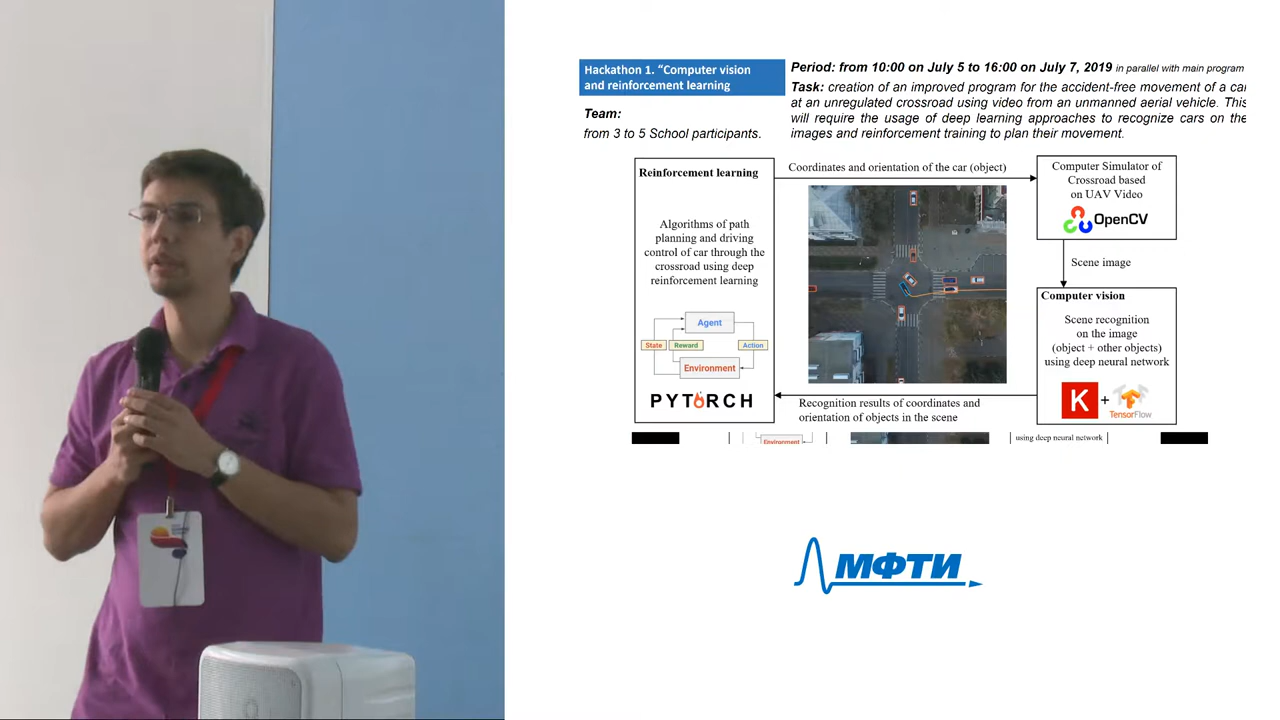 Hackathon 1. “Computer vision
and reinforcement learning
Team:
from 3 to 5 School participants.
Period: from 10:00 on July 5 to 16:00 on July 7, 2019 in parallel with main program
Task: creation of an improved program for the accident-free movement of a car
at an unregulated crossroad using video from an unmanned aerial vehicle. This
will require the usage of deep learning approaches to recognize cars on the
images and reinforcement training to plan their movement.
Reinforcement learning
Algorithms of path
planning and driving
control of car through the
crossroad using deep
reinforcement learning
Agent
State
Reward
Action
Environment
PYTORCH
Coordinates and orientation of the car (object)
Computer Simulator of
Crossroad based
on UAV Video
OpenCV
Scene image
Computer vision
Scene recognition
on the image
(object + other objects)
using deep neural network
K + TensorFlow
Recognition results of coordinates and
orientation of objects in the scene
Environment
using deep neural network
МФТИ